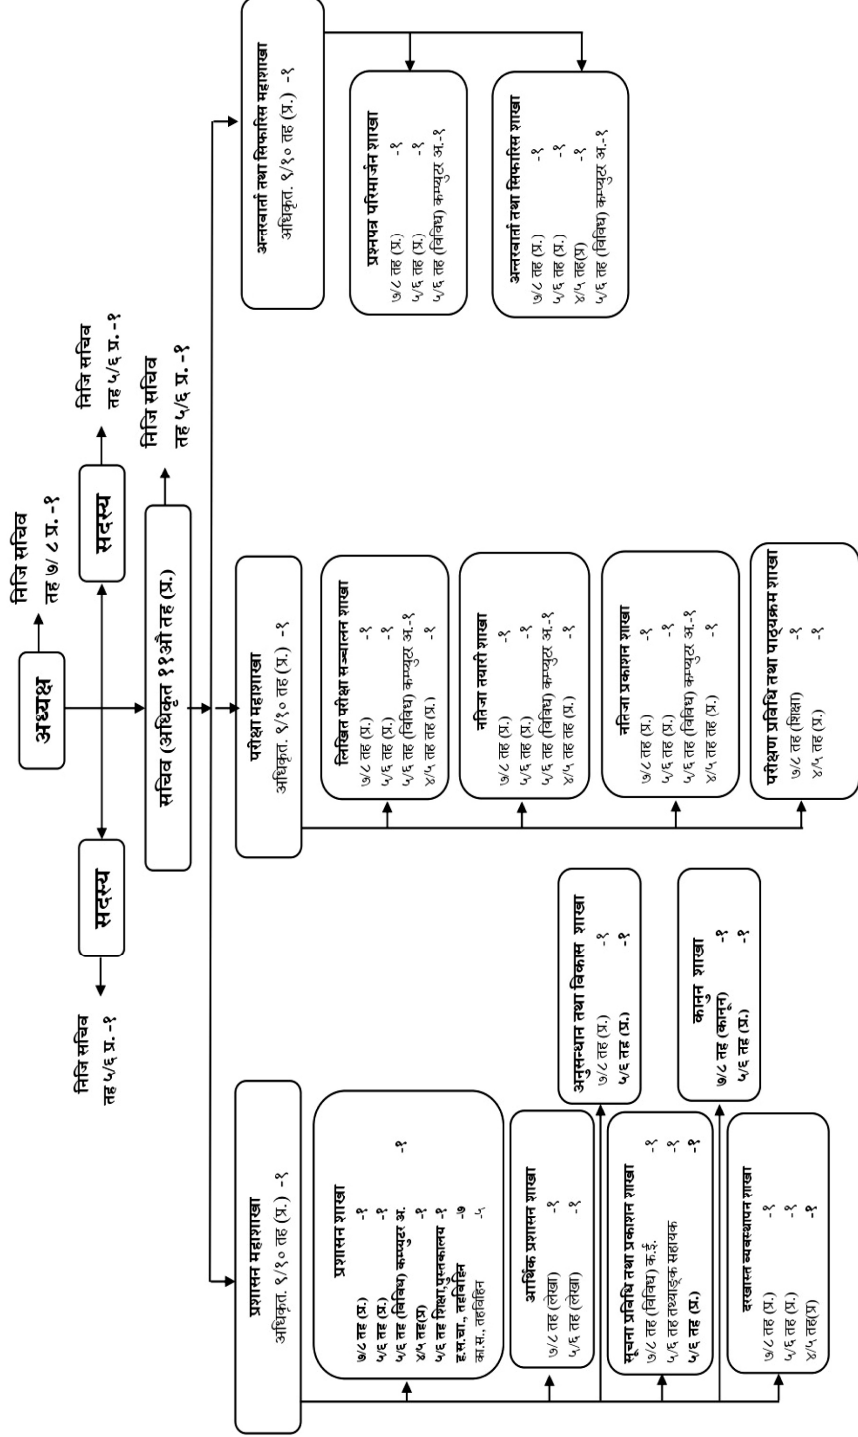 अध्यक्ष
निजि सचिव
तह ७/ ८ प्र. -१
सदस्य
निजि सचिव
तह ५/६ प्र. -१
सदस्य
निजि सचिव
तह ५/६ प्र. -१
सचिव (अधिकृत ११औ तह (प्र.)
निजि सचिव
तह ५/६ प्र. -१
प्रशासन महाशाखा
अधिकृत. ९/१० तह (प्र.) -१
प्रशासन शाखा
७/८ तह (प्र.) -१
५/६ तह (प्र.) -१
५/६ तह (विविध) कम्प्युटर अ. -१
४/५ तह(प्र) -१
५/६ तह शिक्षा,पुस्तकालय -१
ह.स.चा., तहविहिन -७
का.स., तहविहिन -५
आर्थिक प्रशासन शाखा
७/८ तह (लेखा) -१
५/६ तह (लेखा) -१
अनुसन्धान तथा विकास शाखा
७/८ तह (प्र.) -१
५/६ तह (प्र.) -१
सूचना प्रविधि तथा प्रकाशन शाखा
७/८ तह (विविध) क.ई. -१
५/६ तह तथ्याङ्क सहायक -१
५/६ तह (प्र.) -१
कानुन शाखा
७/८ तह (कानून) -१
५/६ तह (प्र.) -१
दरखास्त व्यवस्थापन शाखा
७/८ तह (प्र.) -१
५/६ तह (प्र.) -१
४/५ तह(प्र) -१
परीक्षा महाशाखा
अधिकृत. ९/१० तह (प्र.) -१
लिखित परीक्षा सञ्चालन शाखा
७/८ तह (प्र.) -१
५/६ तह (प्र.) -१
५/६ तह (विविध) कम्प्युटर अ.-१
४/५ तह तह (प्र.) -१
नतिजा तयारी शाखा
७/८ तह (प्र.) -१
५/६ तह (प्र.) -१
५/६ तह (विविध) कम्प्युटर अ.-१
४/५ तह तह (प्र.) -१
नतिजा प्रकाशन शाखा
७/८ तह (प्र.) -१
५/६ तह (प्र.) -१
५/६ तह (विविध) कम्प्युटर अ.-१
४/५ तह तह (प्र.) -१
परीक्षण प्रविधि तथा पाठ्यक्रम शाखा
७/८ तह (शिक्षा) -१
४/५ तह (प्र.) -१
अन्तरवार्ता तथा सिफारिस महाशाखा
अधिकृत. ९/१० तह (प्र.) -१
प्रश्नपत्र परिमार्जन शाखा
७/८ तह (प्र.) -१
५/६ तह (प्र.) -१
५/६ तह (विविध) कम्प्युटर अ.-१
अन्तरवार्ता तथा सिफारिस शाखा
७/८ तह (प्र.) -१
५/६ तह (प्र.) -१
४/५ तह(प्र) -१
५/६ तह (विविध) कम्प्युटर अ.-१